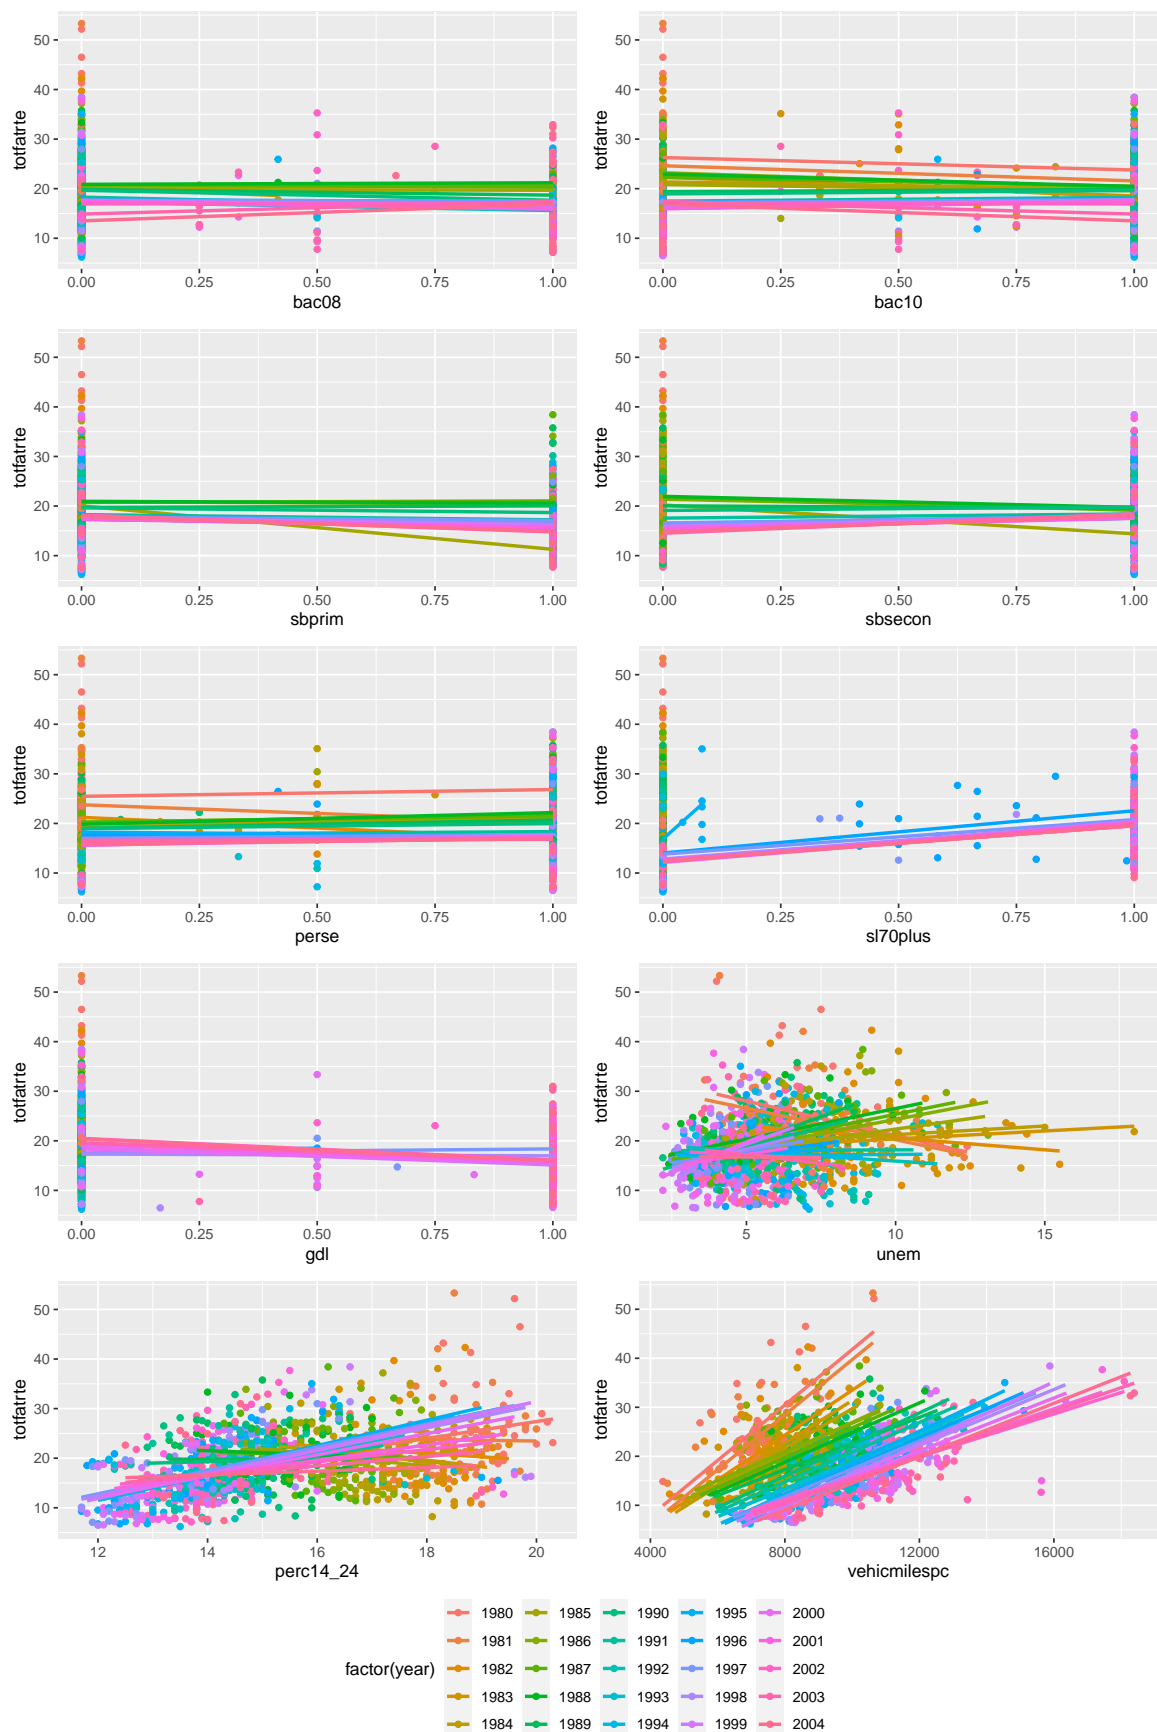 50
40
30
20
10
totfatrte
0.00 0.25 0.50 0.75 1.00
bac08
50
40
30
20
10
totfatrte
0.00 0.25 0.50 0.75 1.00
bac10
50
40
30
20
10
totfatrte
0.00 0.25 0.50 0.75 1.00
sbprim
50
40
30
20
10
totfatrte
0.00 0.25 0.50 0.75 1.00
sbsecon
50
40
30
20
10
totfatrte
0.00 0.25 0.50 0.75 1.00
perse
50
40
30
20
10
totfatrte
0.00 0.25 0.50 0.75 1.00
sl70plus
50
40
30
20
10
totfatrte
0.00 0.25 0.50 0.75 1.00
gdl
50
40
30
20
10
totfatrte
5 10 15
unem
50
40
30
20
10
totfatrte
12 14 16 18 20
perc14_24
50
40
30
20
10
totfatrte
4000 8000 12000 16000
vehicmilespc
factor(year)
1980 1985 1990 1995 2000
1981 1986 1991 1996 2001
1982 1987 1992 1997 2002
1983 1988 1993 1998 2003
1984 1989 1994 1999 2004